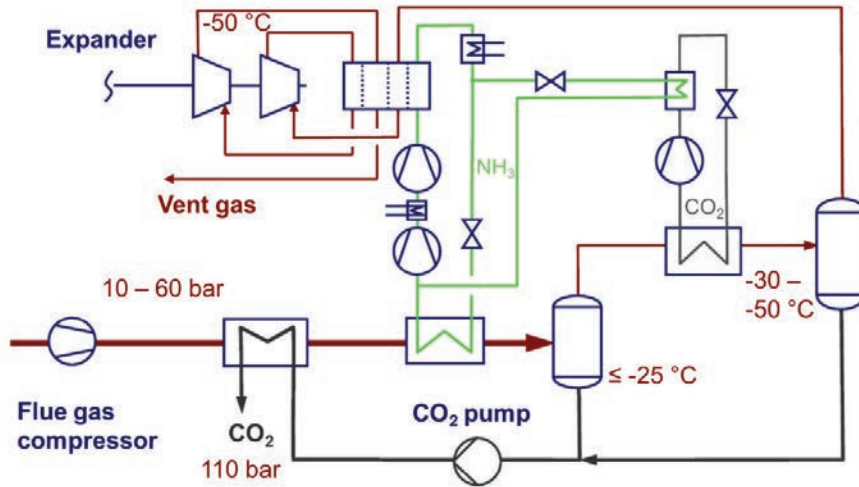 -50 °C
Expander
NH₃
CO₂
Vent gas
10 – 60 bar
-30 –
-50 °C
≤ -25 °C
Flue gas
compressor
CO₂
110 bar
CO₂ pump